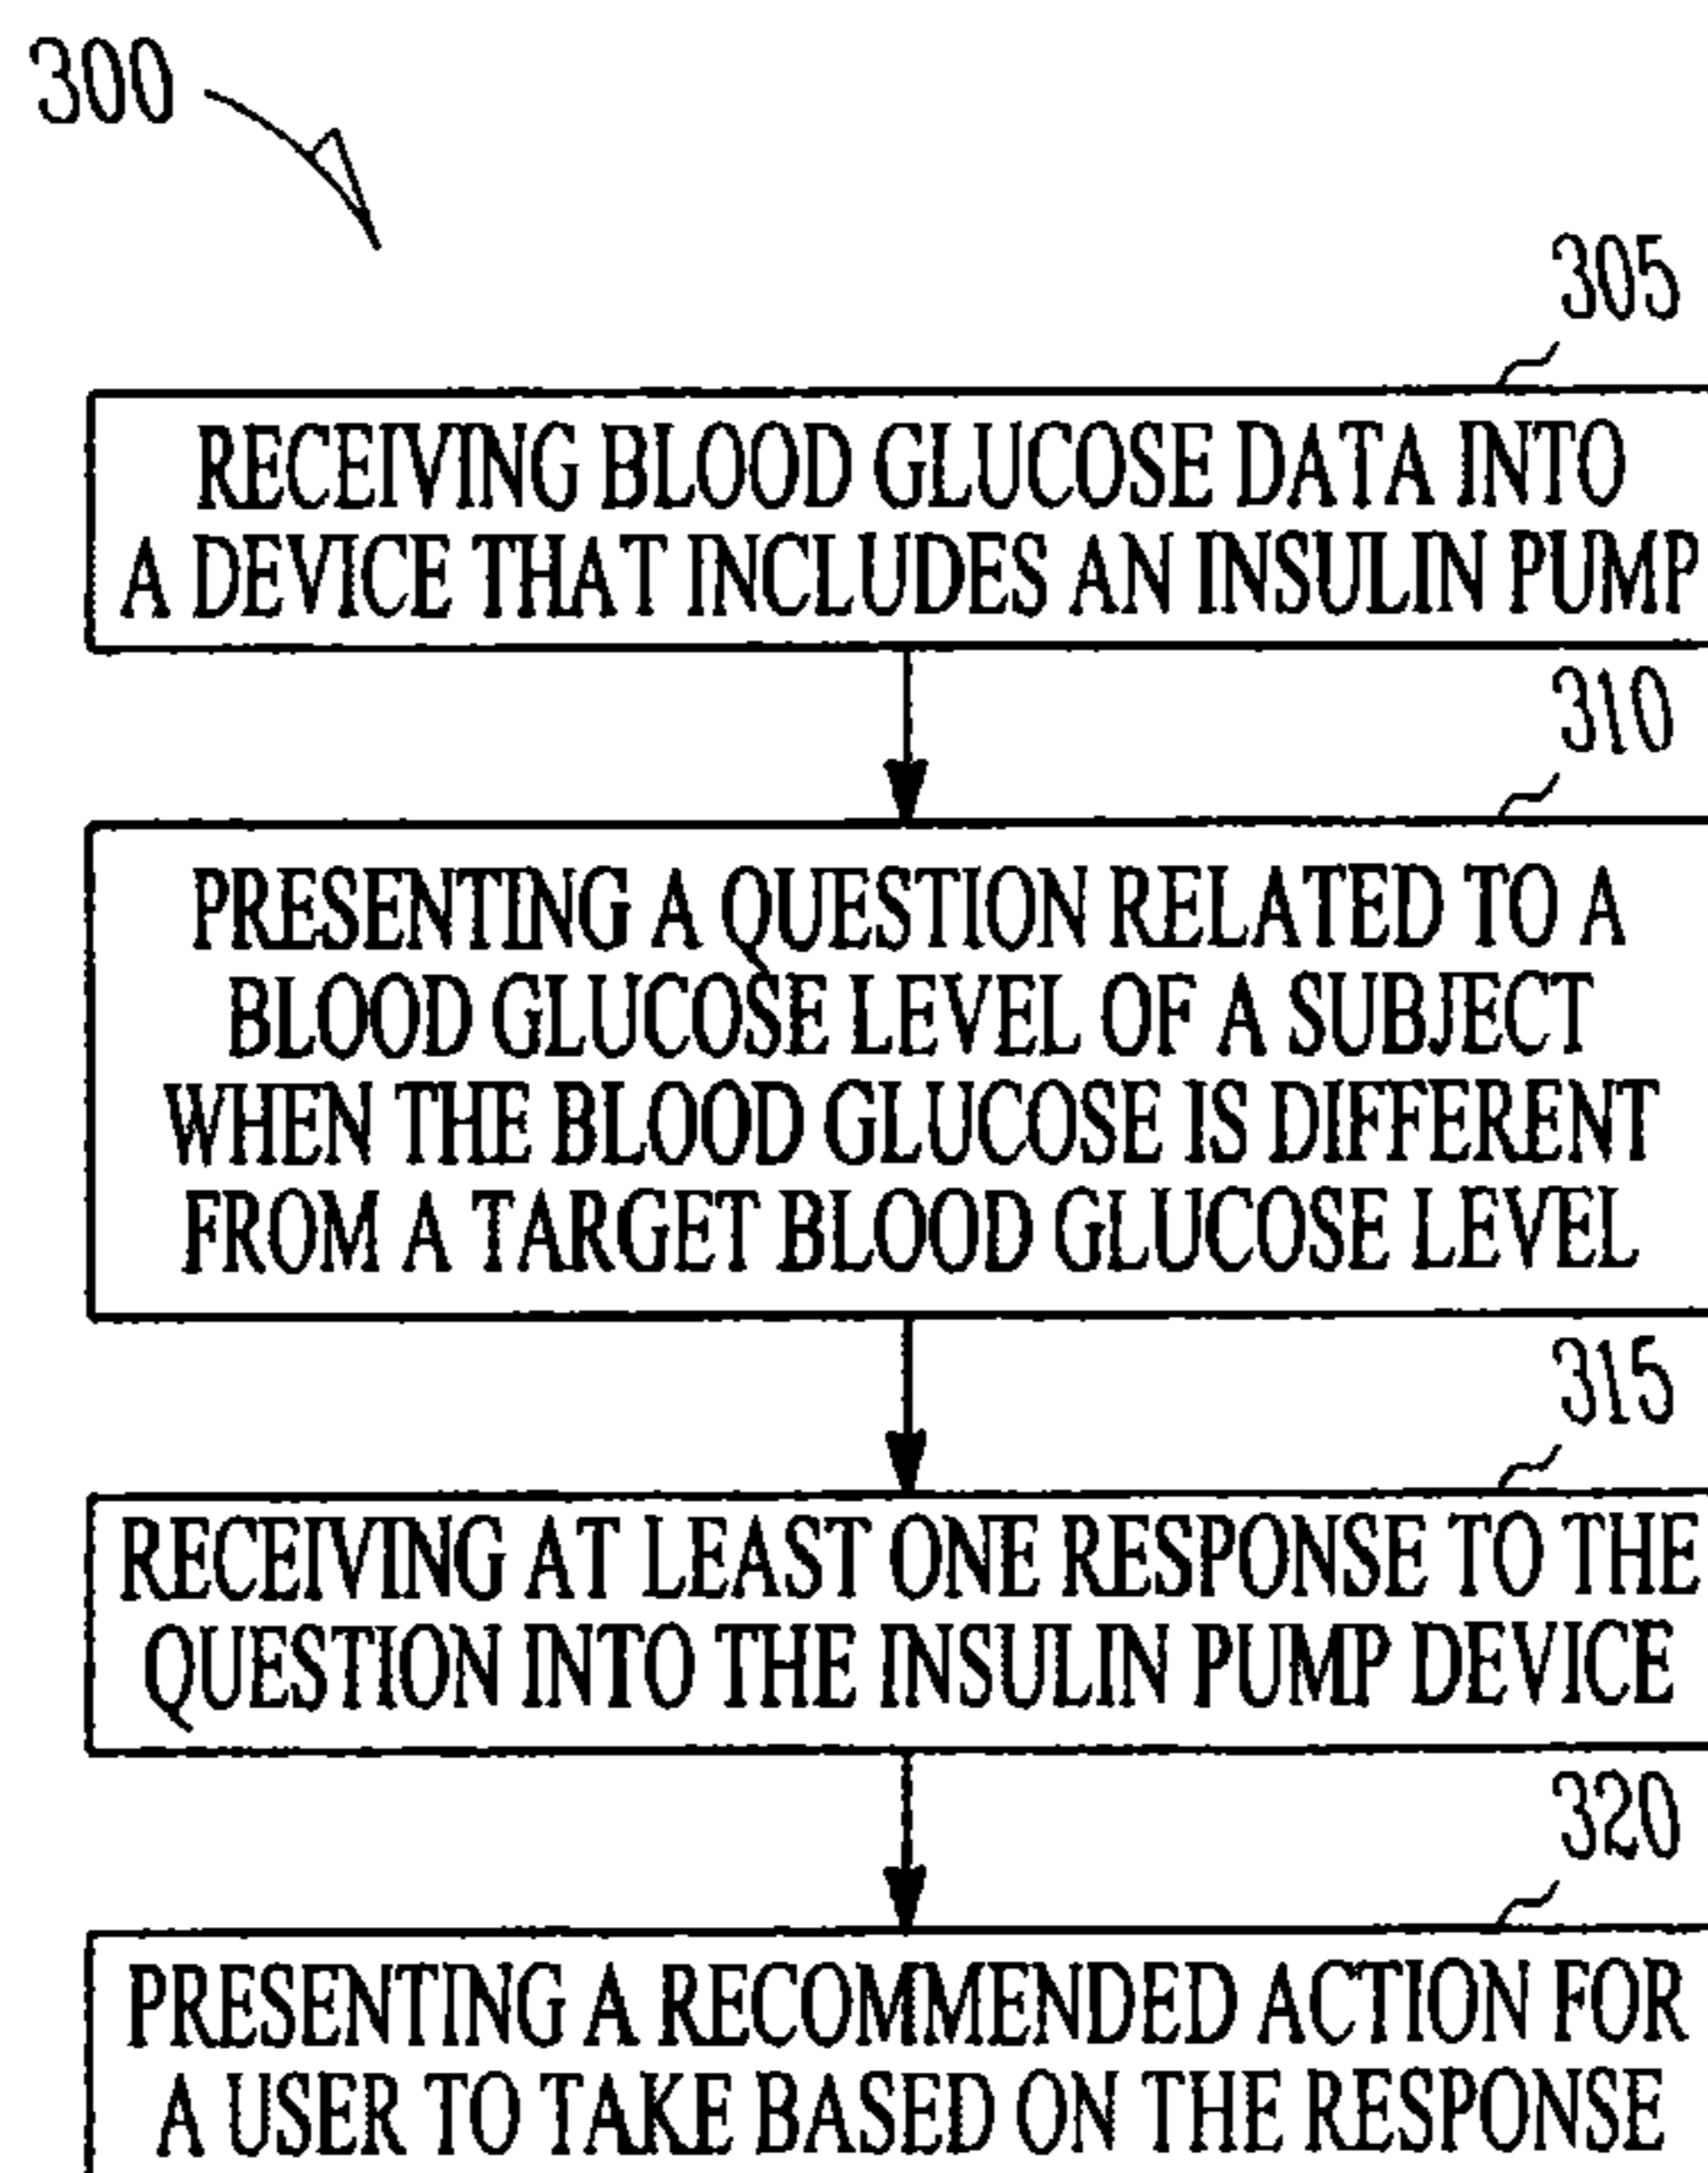 300
305
RECEIVING BLOOD GLUCOSE DATA INTO
A DEVICE THAT INCLUDES AN INSULIN PUMP
310
PRESENTING A QUESTION RELATED TO A
BLOOD GLUCOSE LEVEL OF A SUBJECT
WHEN THE BLOOD GLUCOSE IS DIFFERENT
FROM A TARGET BLOOD GLUCOSE LEVEL
315
RECEIVING AT LEAST ONE RESPONSE TO THE
QUESTION INTO THE INSULIN PUMP DEVICE
320
PRESENTING A RECOMMENDED ACTION FOR
A USER TO TAKE BASED ON THE RESPONSE